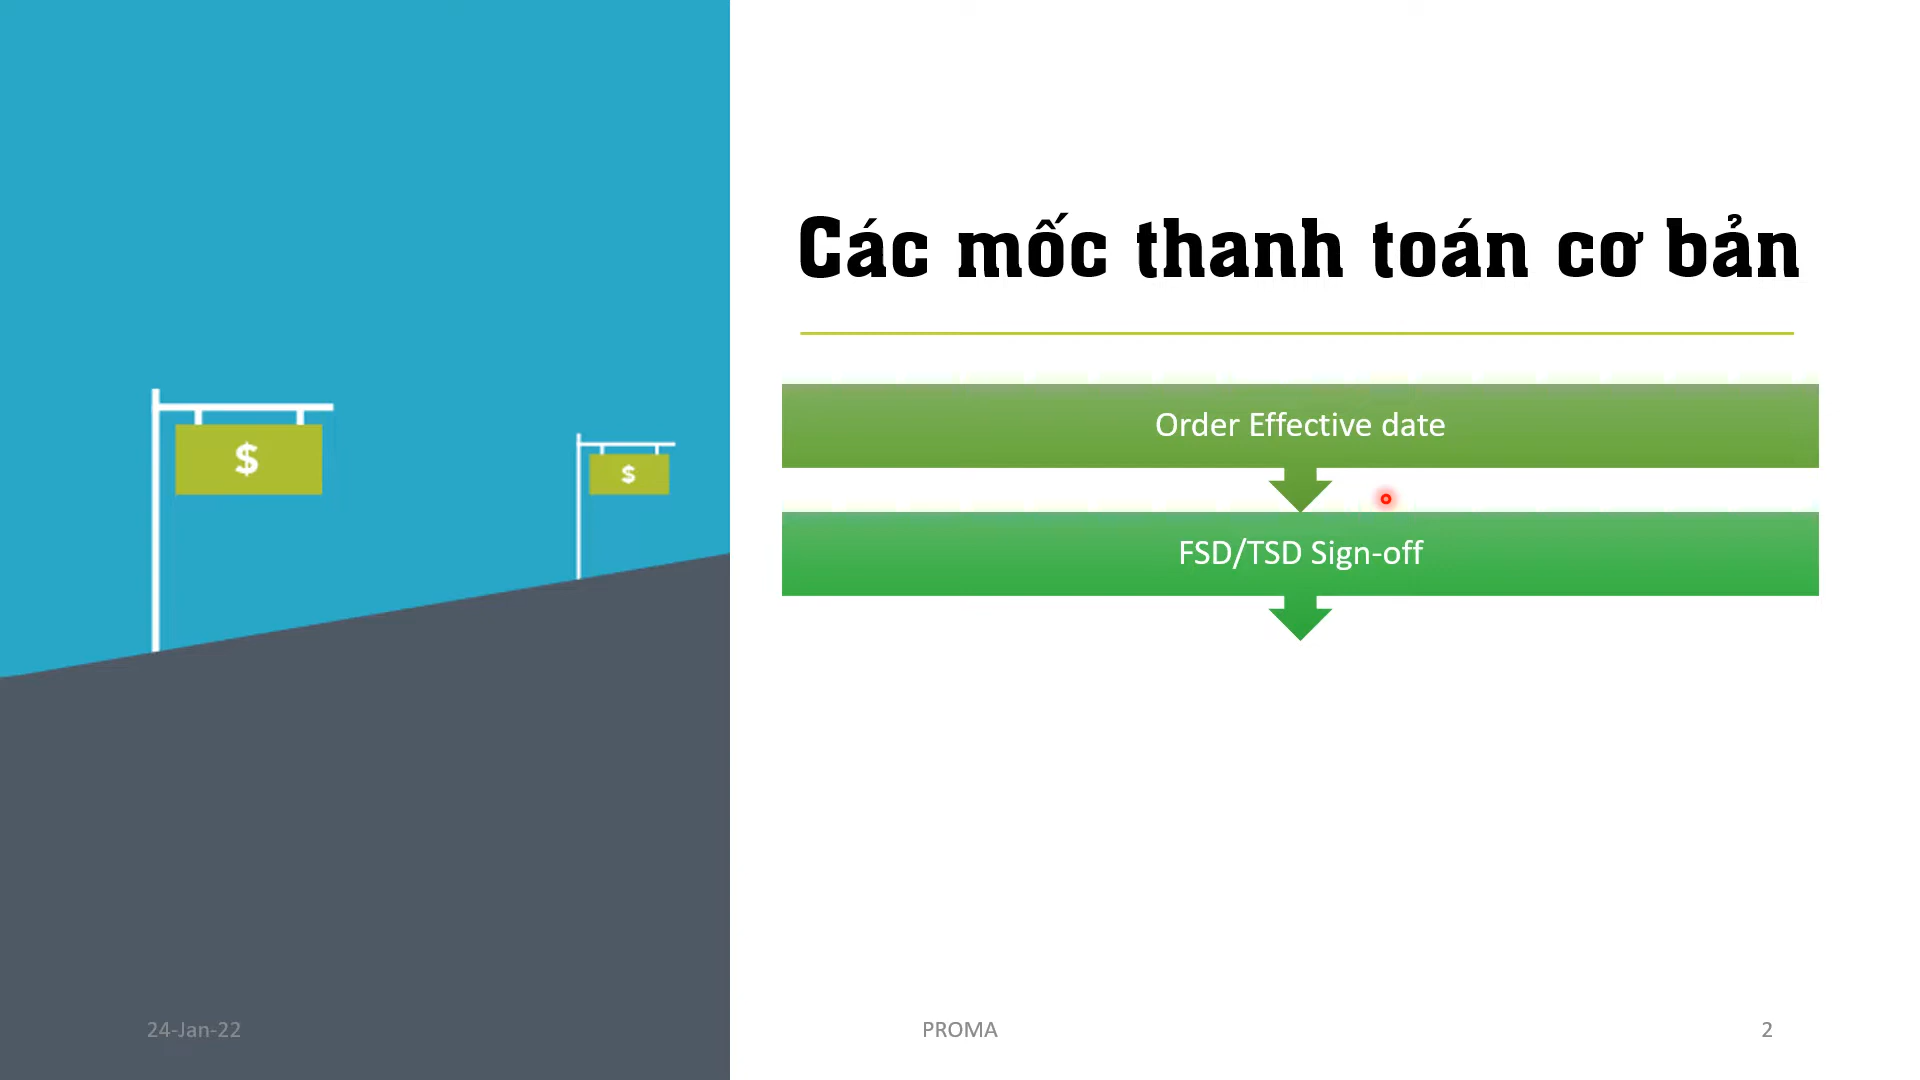 Các mốc thanh toán cơ bản
Order Effective date
FSD/TSD Sign-off
$
$
24-Jan-22
PROMA
2